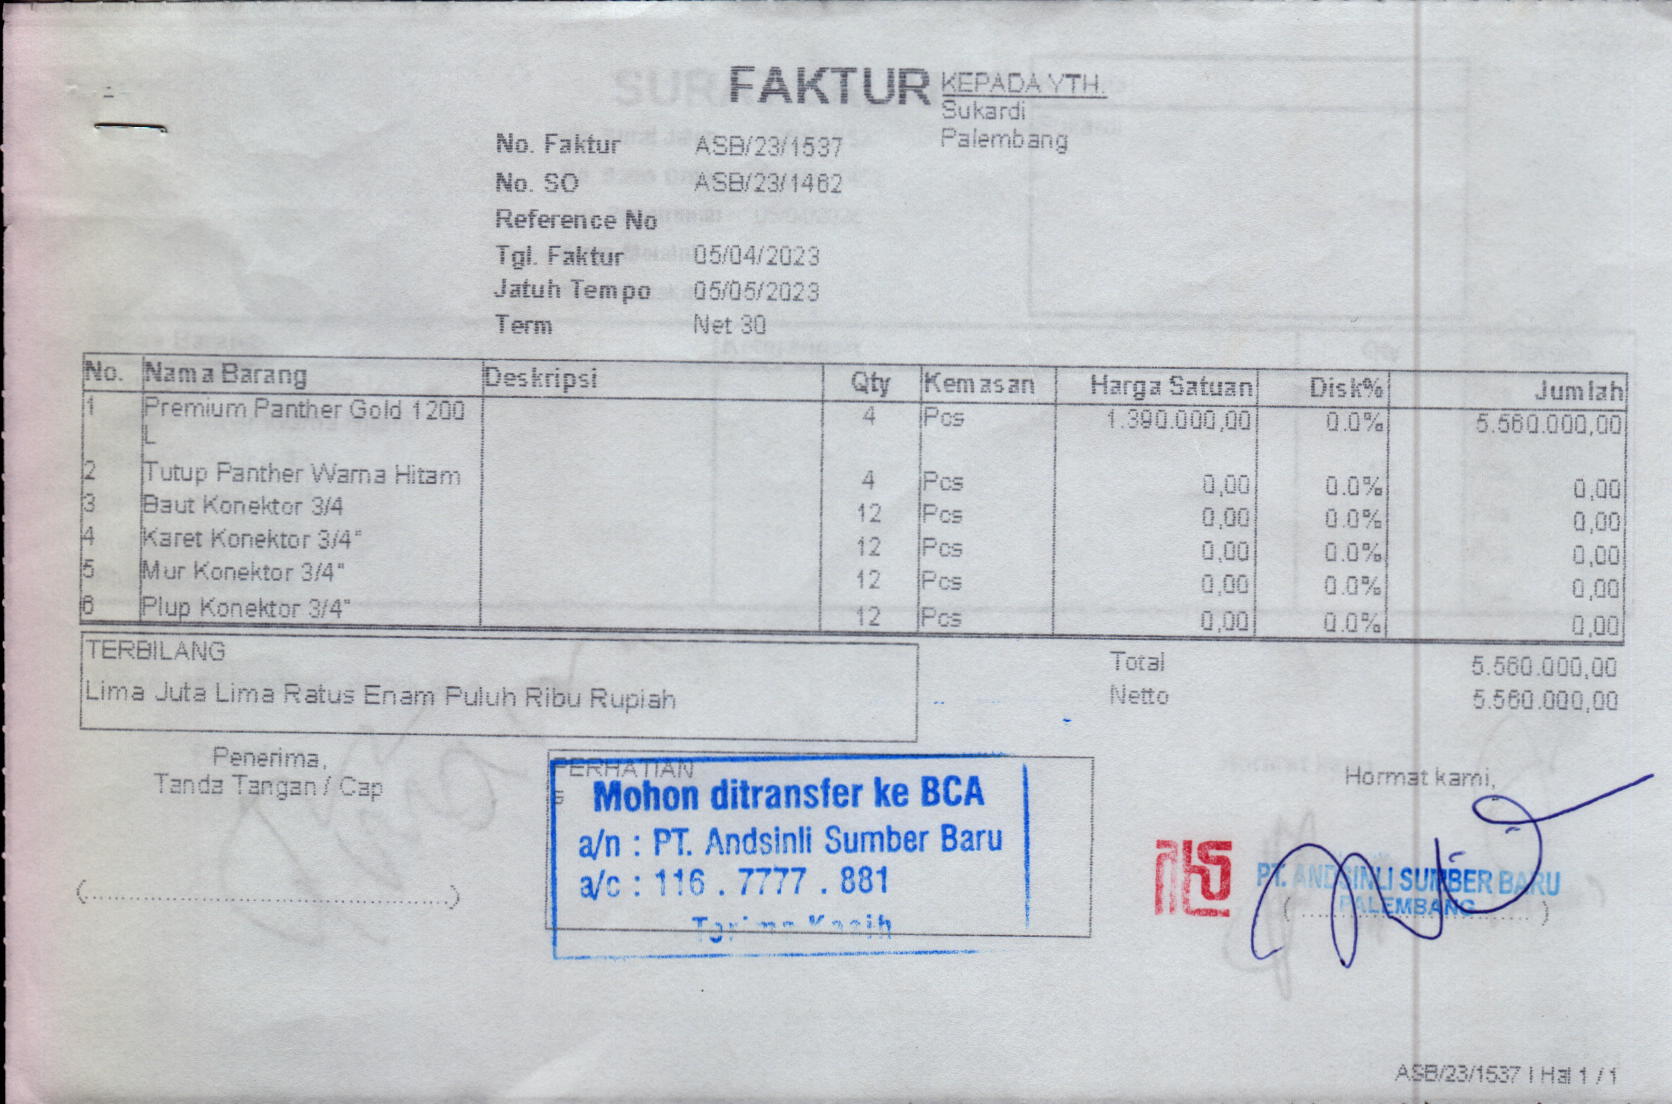 FAKTUR
KEPADA YTH.
Sukardi
Palembang
No. Faktur ASB/23/1537
No. SO ASB/23/1462
Reference No
Tgl. Faktur 05/04/2023
Jatuh Tempo 05/05/2023
Term Net 30
No. Nama Barang Deskripsi Qty Kemasan Harga Satuan Disk% Jumlah
1 Premium Panther Gold 1200 4 Pcs 1.390.000,00 0.0% 5.560.000,00
L
2 Tutup Panther Warna Hitam 4 Pcs 0,00 0.0% 0,00
3 Baut Konektor 3/4 12 Pcs 0,00 0.0% 0,00
4 Karet Konektor 3/4" 12 Pcs 0,00 0.0% 0,00
5 Mur Konektor 3/4" 12 Pcs 0,00 0.0% 0,00
6 Plup Konektor 3/4" 12 Pcs 0,00 0.0% 0,00
TERBILANG
Lima Juta Lima Ratus Enam Puluh Ribu Rupiah
Total 5.560.000,00
Netto 5.560.000,00
Penerima,
Tanda Tangan / Cap
(..........................................................)
PERHATIAN
Mohon ditransfer ke BCA
a/n : PT. Andsinli Sumber Baru
a/c : 116 . 7777 . 881
Terima Kasih
Hormat kami,
PT. ANDSINLI SUMBER BARU
PALEMBANG
(........................................)
ASB/23/1537 | Hal 1 / 1